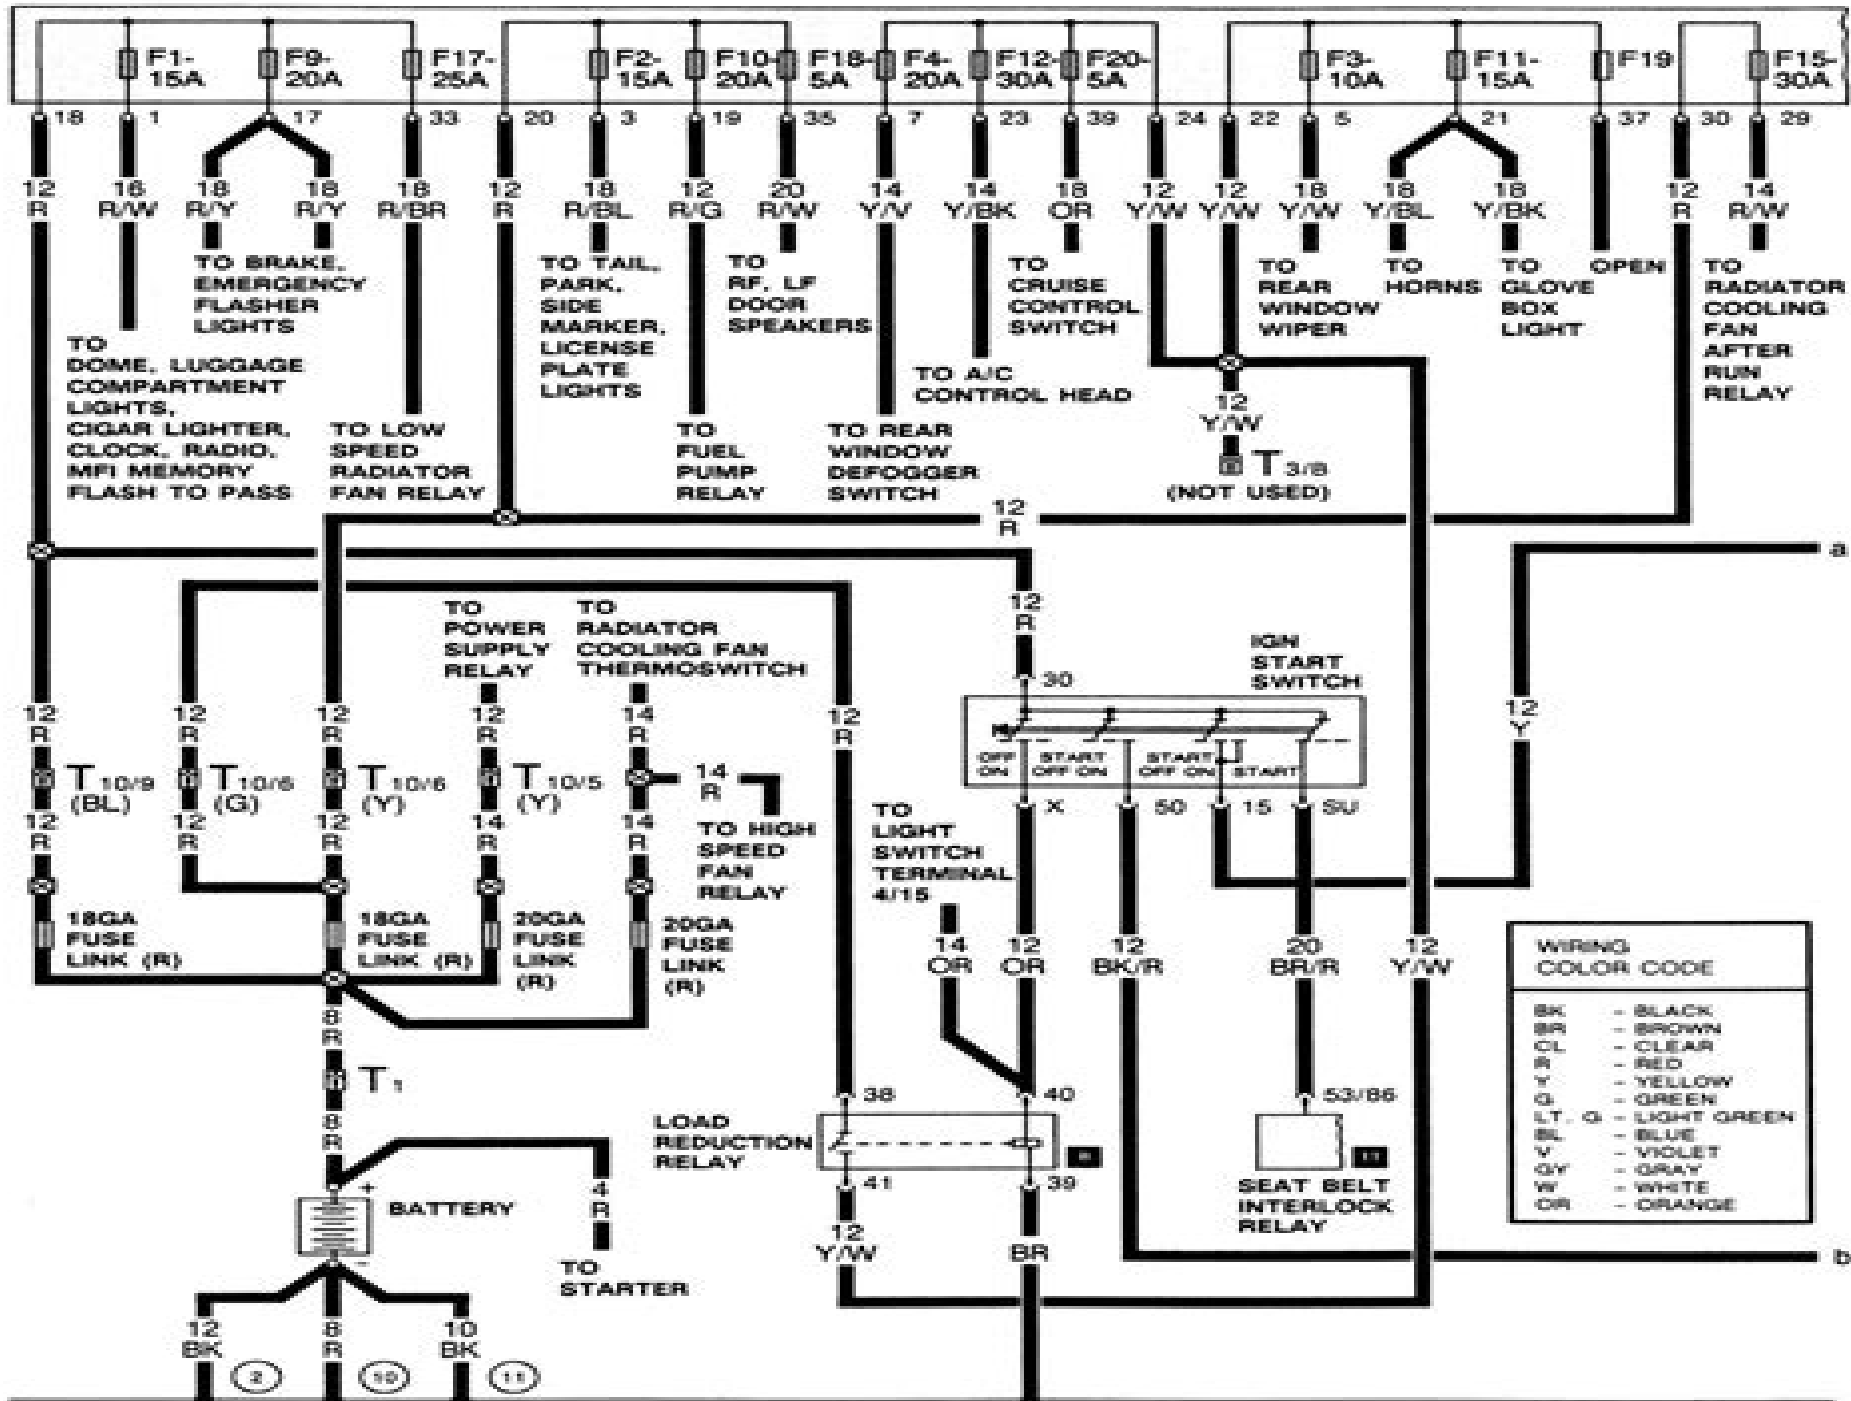 F1-
15A
F9-
20A
F17-
25A
F2-
15A
F10-
20A
F18-
5A
F4-
20A
F12-
30A
F20-
5A
F3-
10A
F11-
15A
F19
F15-
30A
18 1 17 33 20 3 19 35 7 23 39 24 22 5 21 37 30 29
12 16 18 18 18 12 18 12 20 14 14 18 12 12 18 18 18 12 14
R R/W R/Y R/Y R/BR R R/BL R/G R/W Y/V Y/BK OR Y/W Y/W Y/W Y/BL Y/BK R R/W
TO BRAKE,
EMERGENCY
FLASHER
LIGHTS
TO TAIL,
PARK,
SIDE
MARKER,
LICENSE
PLATE
LIGHTS
TO
RF, LF
DOOR
SPEAKERS
TO
CRUISE
CONTROL
SWITCH
TO
REAR
WINDOW
WIPER
TO
HORNS
TO
GLOVE
BOX
LIGHT
OPEN
TO
RADIATOR
COOLING
FAN
AFTER
RUN
RELAY
TO
DOME, LUGGAGE
COMPARTMENT
LIGHTS,
CIGAR LIGHTER,
CLOCK, RADIO,
MFI MEMORY
FLASH TO PASS
TO LOW
SPEED
RADIATOR
FAN RELAY
TO
FUEL
PUMP
RELAY
TO REAR
WINDOW
DEFOGGER
SWITCH
TO A/C
CONTROL HEAD
12
Y/W
T 3/8
(NOT USED)
12
R
a
TO
POWER
SUPPLY
RELAY
TO
RADIATOR
COOLING FAN
THERMOSWITCH
12
R
IGN
START
SWITCH
30
12 12 12 12 14 12
R R R R R R
12
Y
OFF
ON
START
OFF ON
START
OFF ON
START
T 10/9
(BL)
T 10/6
(G)
T 10/6
(Y)
T 10/5
(Y)
14
R
X 50 15 SU
12 12 12 14 14
R R R R R
TO HIGH
SPEED
FAN
RELAY
TO
LIGHT
SWITCH
TERMINAL
4/15
18GA
FUSE
LINK (R)
18GA
FUSE
LINK (R)
20GA
FUSE
LINK
(R)
20GA
FUSE
LINK
(R)
14 12 12 20 12
OR OR BK/R BR/R Y/W
WIRING
COLOR CODE
BK - BLACK
BR - BROWN
CL - CLEAR
R - RED
Y - YELLOW
G - GREEN
LT. G - LIGHT GREEN
BL - BLUE
V - VIOLET
GY - GRAY
W - WHITE
OR - ORANGE
8
R
T 1
8
R
38 40 53/86
LOAD
REDUCTION
RELAY
11
41 39
SEAT BELT
INTERLOCK
RELAY
+
BATTERY
-
4
R
TO
STARTER
12
Y/W
BR
b
12 8 10
BK R BK
2 10 11